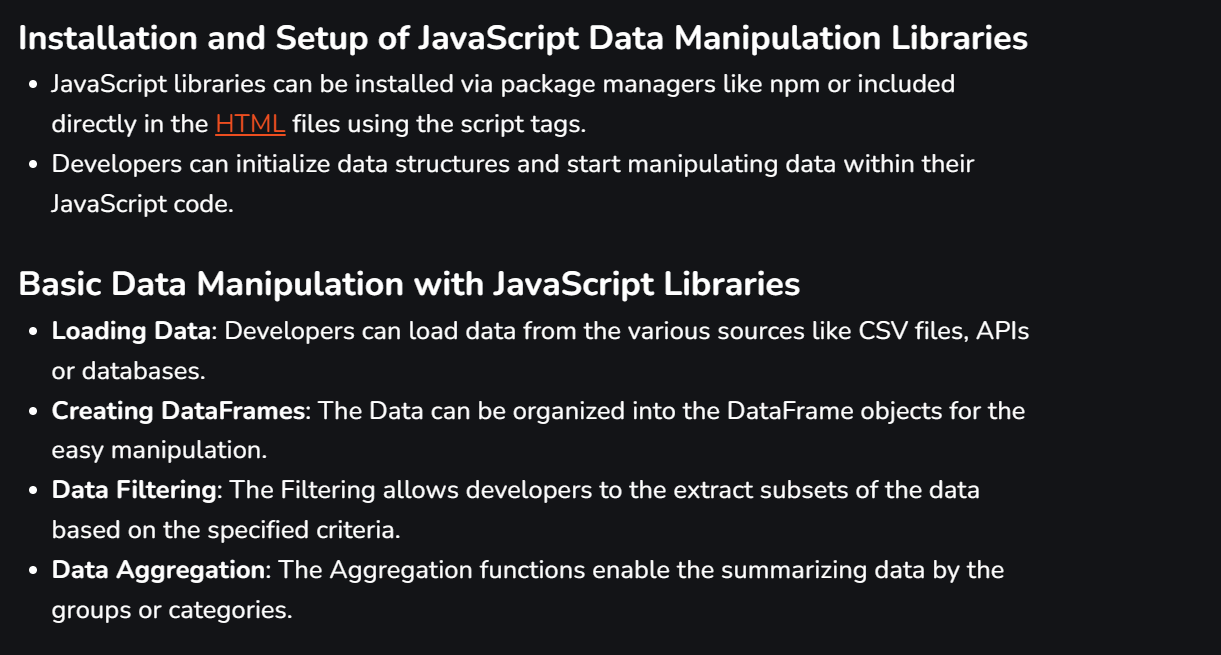 Installation and Setup of JavaScript Data Manipulation Libraries
• JavaScript libraries can be installed via package managers like npm or included
directly in the HTML files using the script tags.
• Developers can initialize data structures and start manipulating data within their
JavaScript code.
Basic Data Manipulation with JavaScript Libraries
• Loading Data: Developers can load data from the various sources like CSV files, APIs
or databases.
• Creating DataFrames: The Data can be organized into the DataFrame objects for the
easy manipulation.
• Data Filtering: The Filtering allows developers to the extract subsets of the data
based on the specified criteria.
• Data Aggregation: The Aggregation functions enable the summarizing data by the
groups or categories.